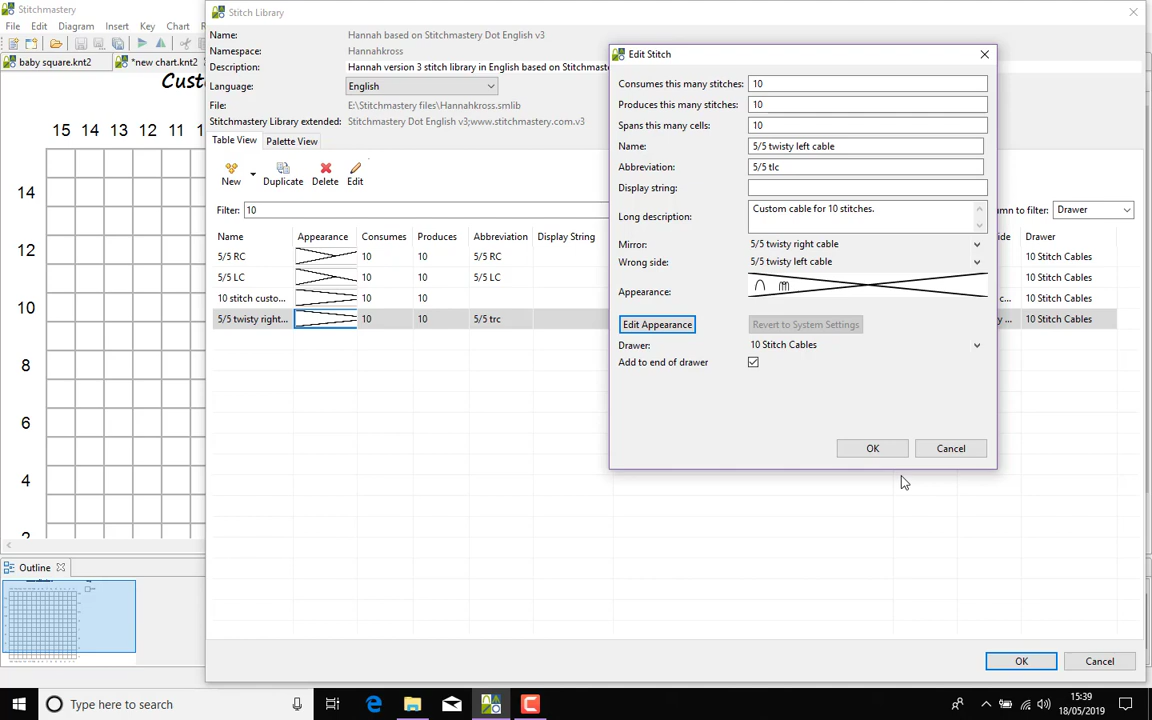 Stitchmastery
File Edit Diagram Insert Key Chart
baby square.knt2
*new chart.knt2
Custo
15 14 13 12 11
14
12
10
8
6
4
2
Outline
Stitch Library
Name: Hannah based on Stitchmastery Dot English v3
Namespace: Hannahkross
Description: Hannah version 3 stitch library in English based on Stitchmaste
Language: English
File: E:\Stitchmastery files\Hannahkross.smlib
Stitchmastery Library extended: Stitchmastery Dot English v3;www.stitchmastery.com.v3
Table View Palette View
New Duplicate Delete Edit
Filter: 10
umn to filter: Drawer
Name Appearance Consumes Produces Abbreviation Display String ide Drawer
5/5 RC 10 10 5/5 RC 10 Stitch Cables
5/5 LC 10 10 5/5 LC 10 Stitch Cables
10 stitch custo... 10 10 c... 10 Stitch Cables
5/5 twisty right... 10 10 5/5 trc y ... 10 Stitch Cables
OK Cancel
Edit Stitch
Consumes this many stitches: 10
Produces this many stitches: 10
Spans this many cells: 10
Name: 5/5 twisty left cable
Abbreviation: 5/5 tlc
Display string:
Long description: Custom cable for 10 stitches.
Mirror: 5/5 twisty right cable
Wrong side: 5/5 twisty left cable
Appearance:
Edit Appearance Revert to System Settings
Drawer: 10 Stitch Cables
Add to end of drawer
OK Cancel
Type here to search
15:39
18/05/2019